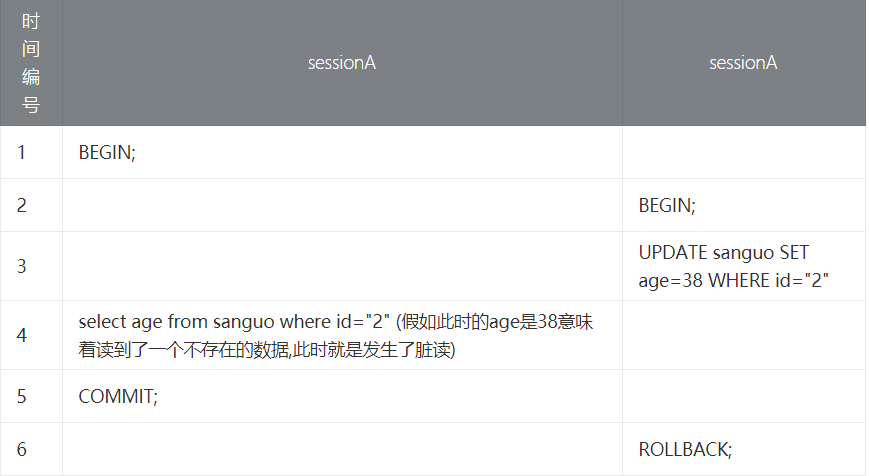 时
间
编
号
sessionA
sessionA
1
BEGIN;
2
BEGIN;
3
UPDATE sanguo SET
age=38 WHERE id="2"
4
select age from sanguo where id="2" (假如此时的age是38意味
着读到了一个不存在的数据,此时就是发生了脏读)
5
COMMIT;
6
ROLLBACK;